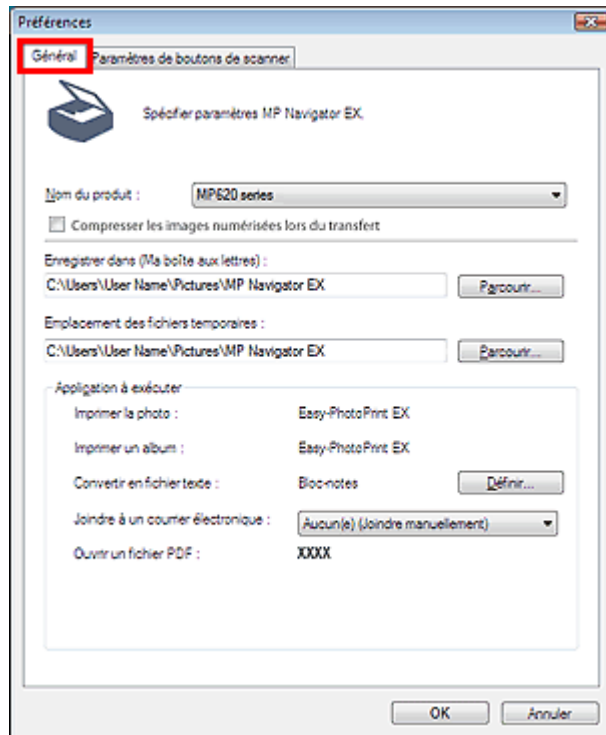 Préférences
Général
Paramètres de boutons de scanner
Spécifier paramètres MP Navigator EX.
Nom du produit :
MP620 series
Compresser les images numérisées lors du transfert
Enregistrer dans (Ma boîte aux lettres) :
C:\Users\User Name\Pictures\MP Navigator EX
Parcourir...
Emplacement des fichiers temporaires :
C:\Users\User Name\Pictures\MP Navigator EX
Parcourir...
Application à exécuter
Imprimer la photo :
Easy-PhotoPrint EX
Imprimer un album :
Easy-PhotoPrint EX
Convertir en fichier texte :
Bloc-notes
Définir...
Joindre à un courrier électronique :
Aucun(e) (Joindre manuellement)
Ouvrir un fichier PDF :
XXXX
OK
Annuler